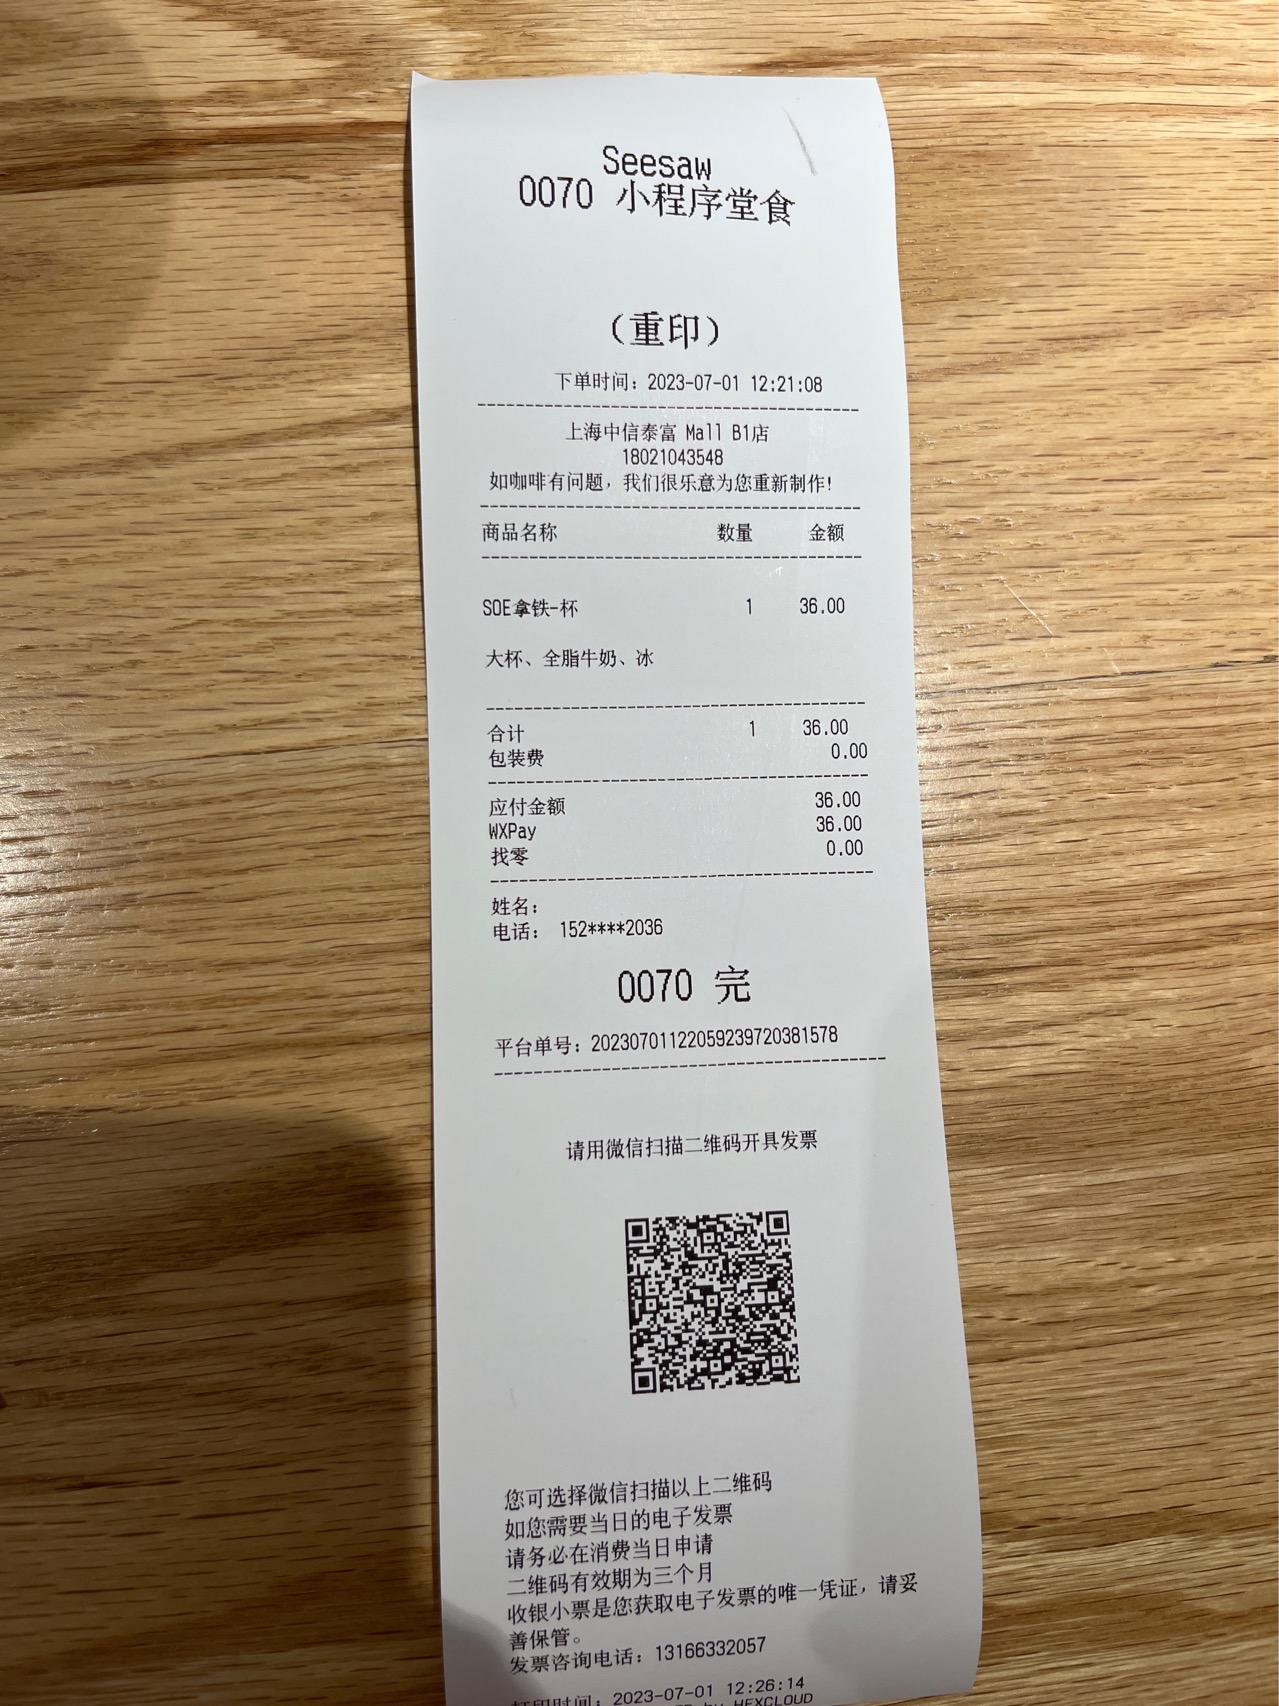 Seesaw
0070 小程序堂食
（重印）
下单时间：2023-07-01 12:21:08
上海中信泰富 Mall B1店
18021043548
如咖啡有问题，我们很乐意为您重新制作!
商品名称 数量 金额
SOE拿铁-杯 1 36.00
大杯、全脂牛奶、冰
合计 1 36.00
包装费 0.00
应付金额 36.00
WXPay 36.00
找零 0.00
姓名：
电话： 152****2036
0070 完
平台单号：20230701122059239720381578
请用微信扫描二维码开具发票
您可选择微信扫描以上二维码
如您需要当日的电子发票
请务必在消费当日申请
二维码有效期为三个月
收银小票是您获取电子发票的唯一凭证，请妥
善保管。
发票咨询电话：13166332057
打印时间：2023-07-01 12:26:14
by HEXCLOUD